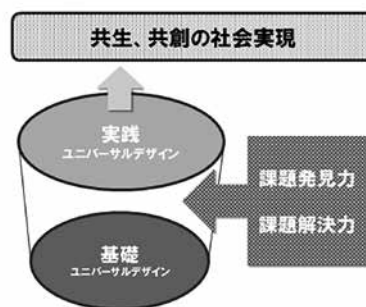 共生、共創の社会実現
実践
ユニバーサルデザイン
課題発見力
課題解決力
基礎
ユニバーサルデザイン